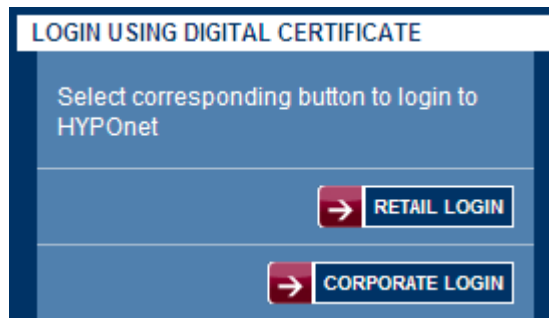 LOGIN USING DIGITAL CERTIFICATE
Select corresponding button to login to
HYPOnet
RETAIL LOGIN
CORPORATE LOGIN